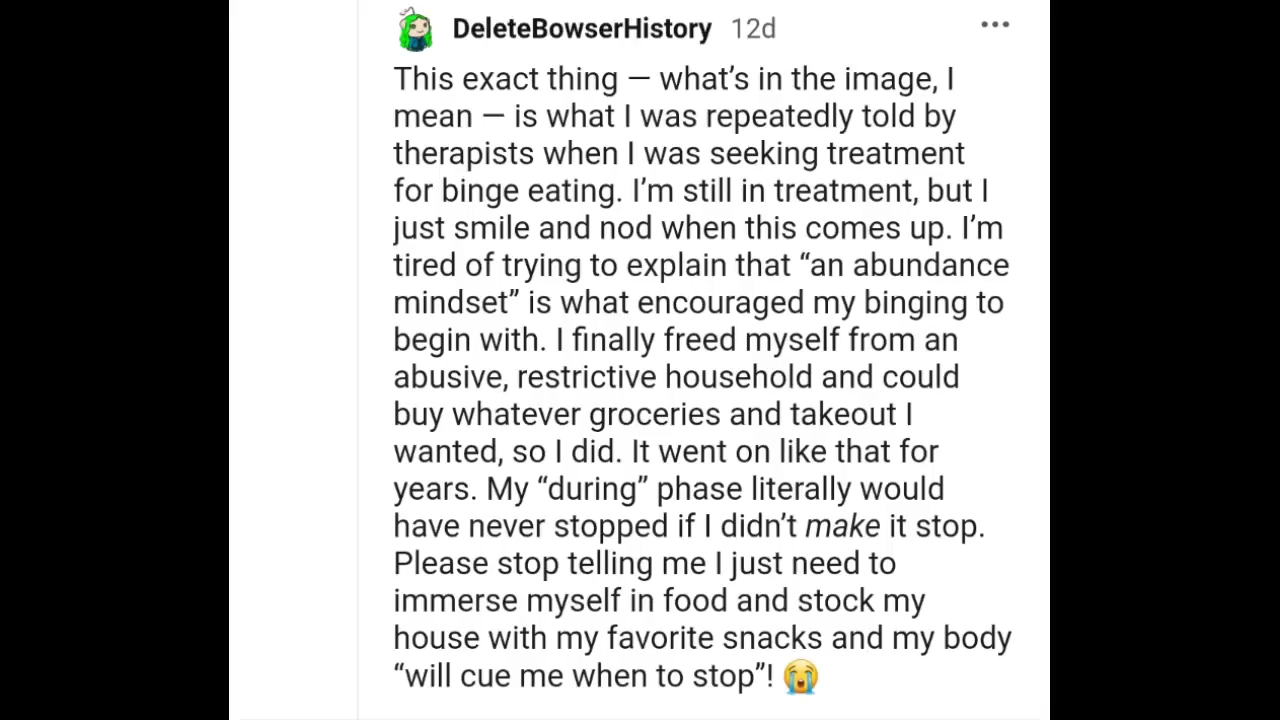 DeleteBowserHistory 12d
This exact thing — what’s in the image, I
mean — is what I was repeatedly told by
therapists when I was seeking treatment
for binge eating. I’m still in treatment, but I
just smile and nod when this comes up. I’m
tired of trying to explain that “an abundance
mindset” is what encouraged my binging to
begin with. I finally freed myself from an
abusive, restrictive household and could
buy whatever groceries and takeout I
wanted, so I did. It went on like that for
years. My “during” phase literally would
have never stopped if I didn’t make it stop.
Please stop telling me I just need to
immerse myself in food and stock my
house with my favorite snacks and my body
“will cue me when to stop”! 😭